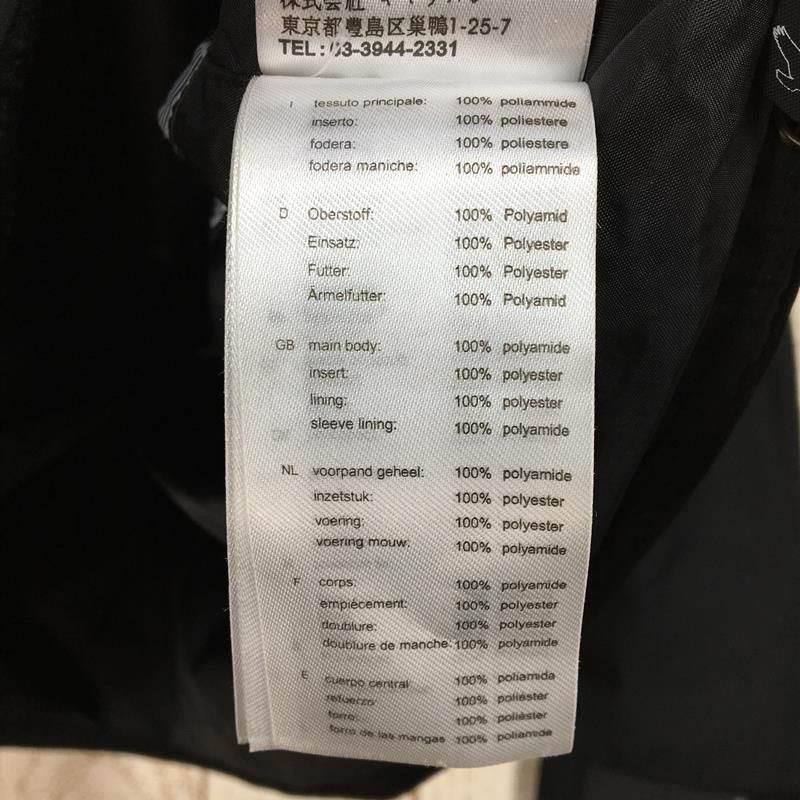 株式会社
東京都豊島区巣鴨1-25-7
TEL:03-3944-2331
I tessuto principale: 100% poliammide
inserto: 100% poliestere
fodera: 100% poliestere
fodera maniche: 100% poliammide
D Oberstoff: 100% Polyamid
Einsatz: 100% Polyester
Futter: 100% Polyester
Ärmelfutter: 100% Polyamid
GB main body: 100% polyamide
insert: 100% polyester
lining: 100% polyester
sleeve lining: 100% polyamide
NL voorpand geheel: 100% polyamide
inzetstuk: 100% polyester
voering: 100% polyester
voering mouw: 100% polyamide
F corps: 100% polyamide
empiècement: 100% polyester
doublure: 100% polyester
doublure de manche: 100% polyamide
E cuerpo central: 100% poliamida
refuerzo: 100% poliéster
forro: 100% poliéster
forro de las mangas 100% poliamide